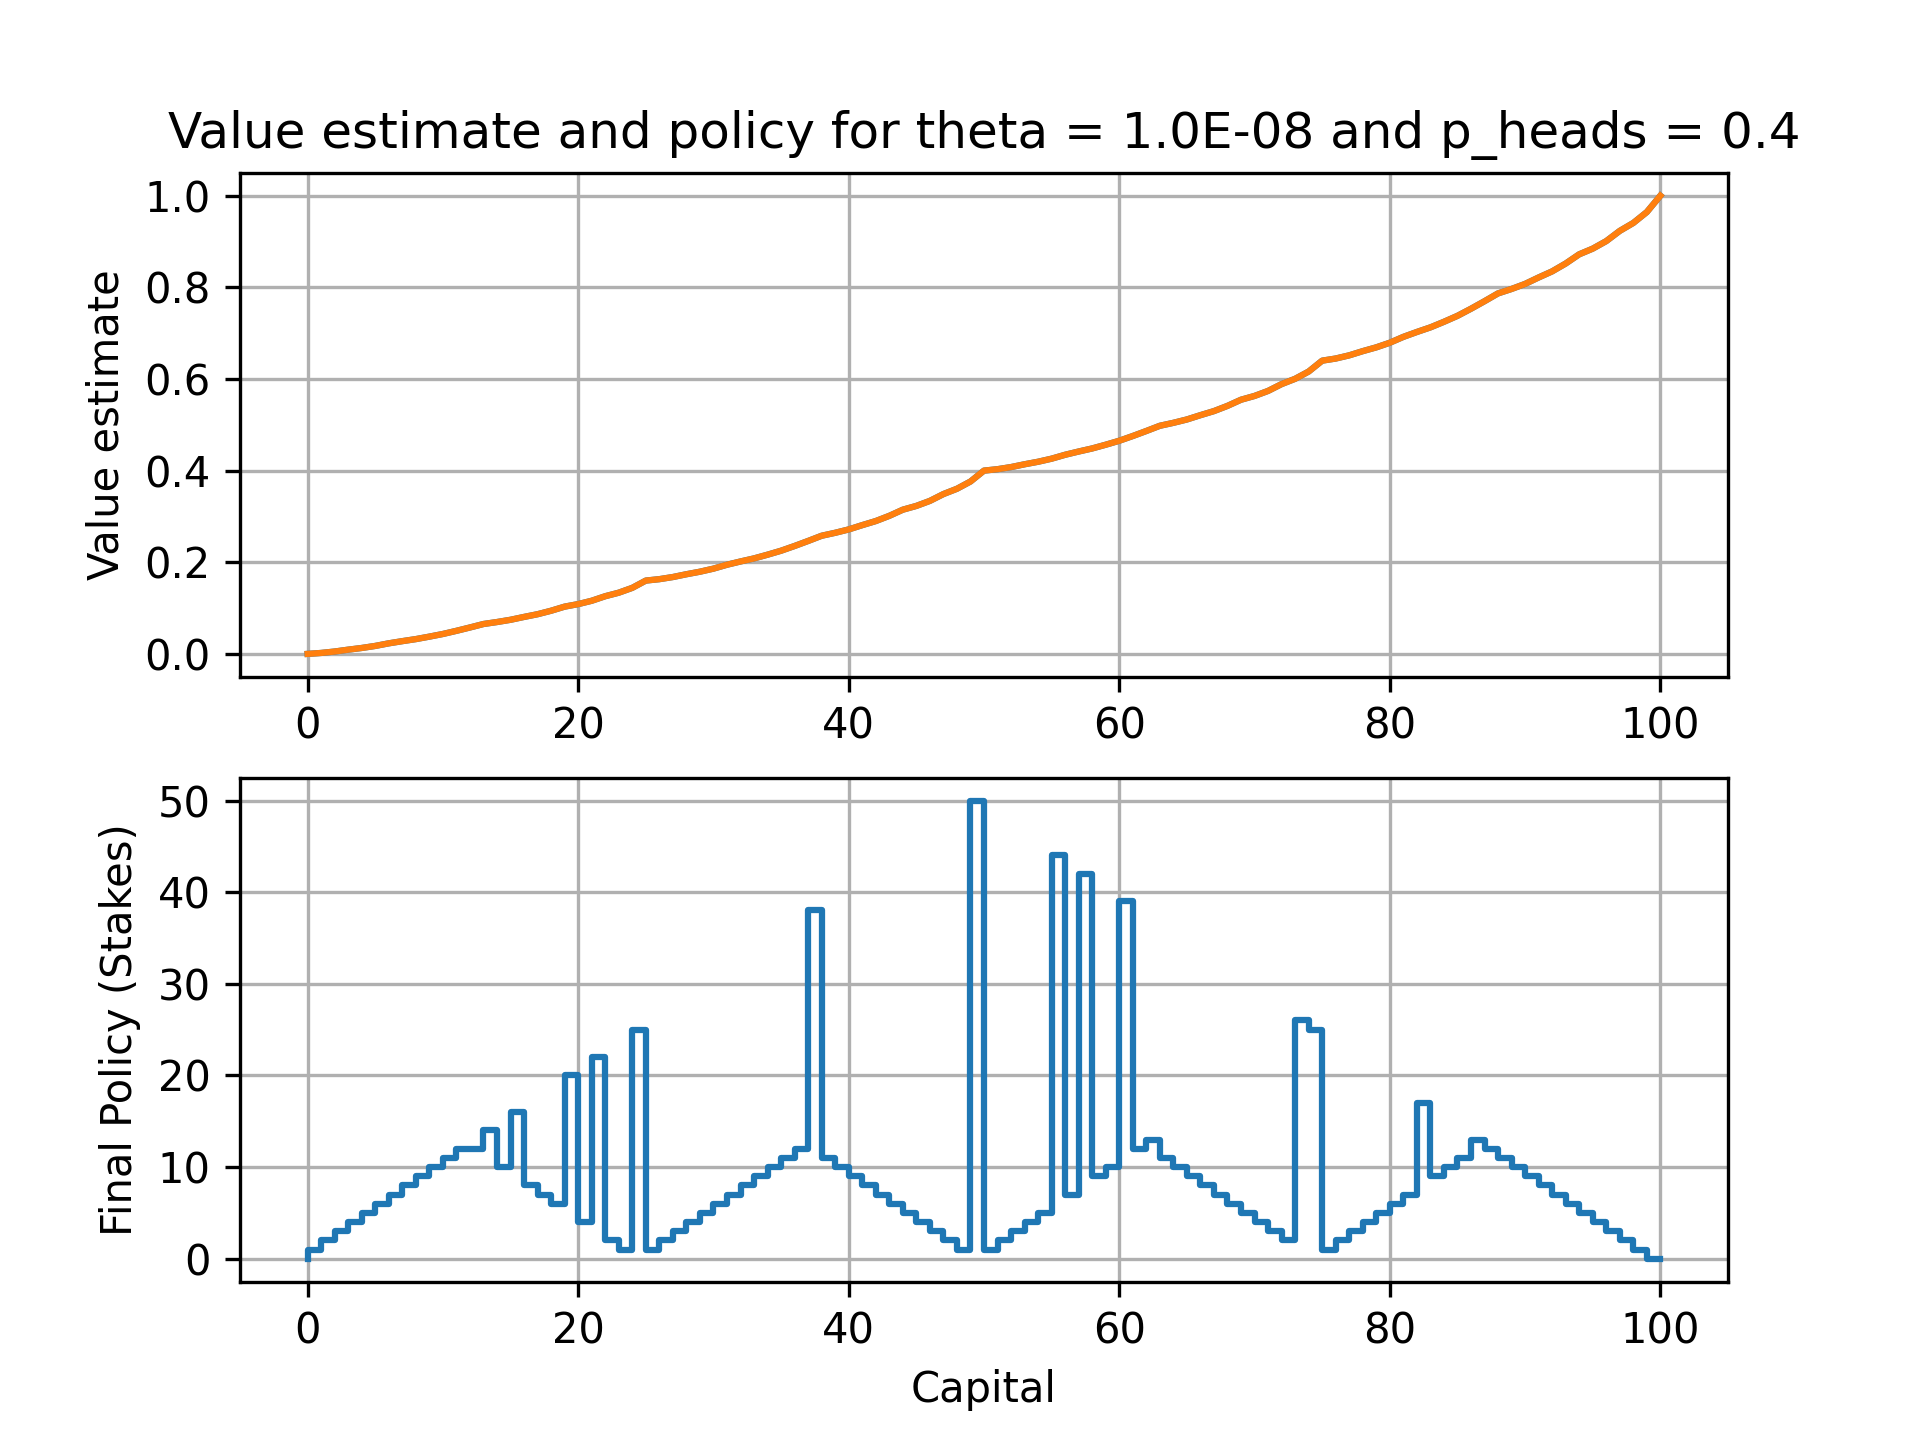 Value estimate and policy for theta = 1.0E-08 and p_heads = 0.4
Value estimate
1.0
0.8
0.6
0.4
0.2
0.0
0 20 40 60 80 100
Final Policy (Stakes)
50
40
30
20
10
0
0 20 40 60 80 100
Capital